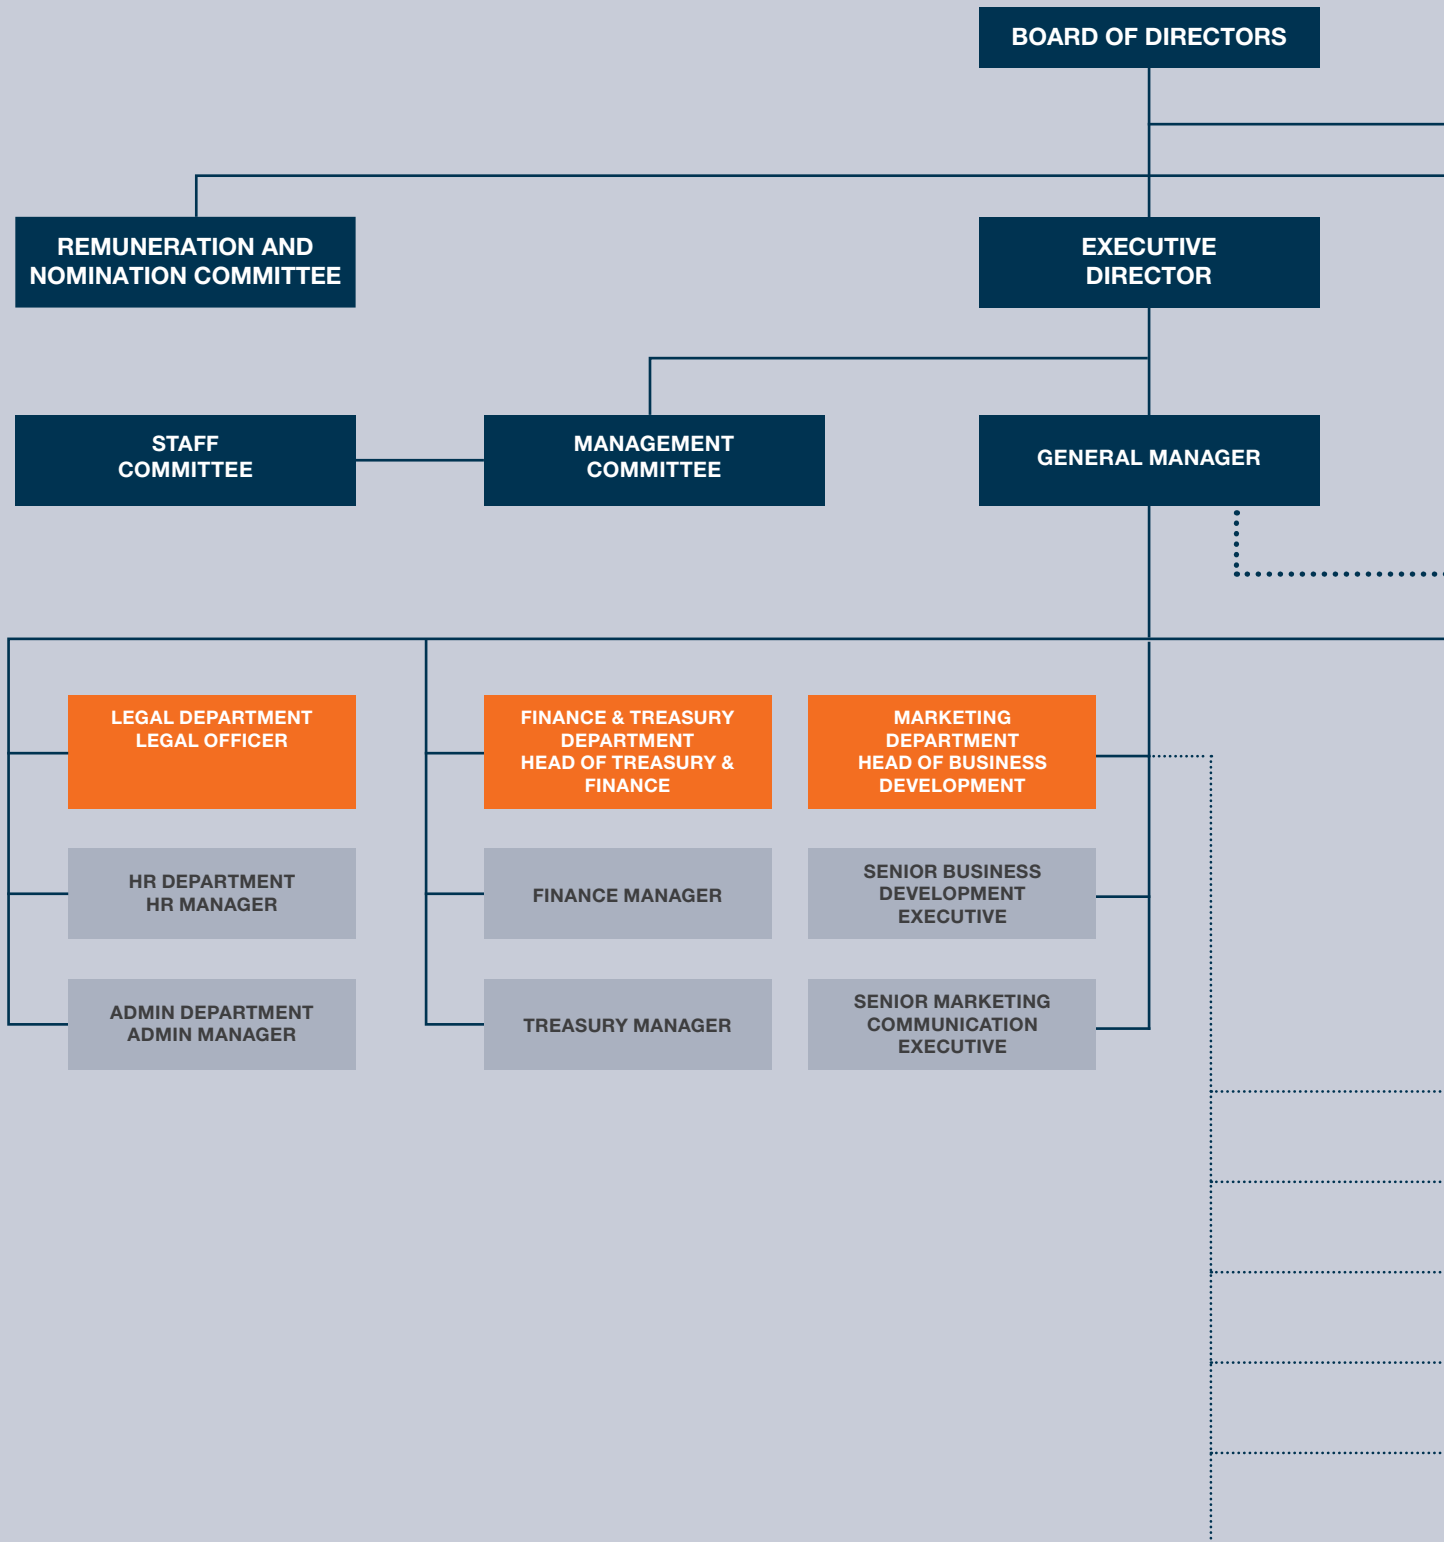 BOARD OF DIRECTORS
REMUNERATION AND
NOMINATION COMMITTEE
EXECUTIVE
DIRECTOR
STAFF
COMMITTEE
MANAGEMENT
COMMITTEE
GENERAL MANAGER
LEGAL DEPARTMENT
LEGAL OFFICER
FINANCE & TREASURY
DEPARTMENT
HEAD OF TREASURY &
FINANCE
MARKETING
DEPARTMENT
HEAD OF BUSINESS
DEVELOPMENT
HR DEPARTMENT
HR MANAGER
FINANCE MANAGER
SENIOR BUSINESS
DEVELOPMENT
EXECUTIVE
ADMIN DEPARTMENT
ADMIN MANAGER
TREASURY MANAGER
SENIOR MARKETING
COMMUNICATION
EXECUTIVE